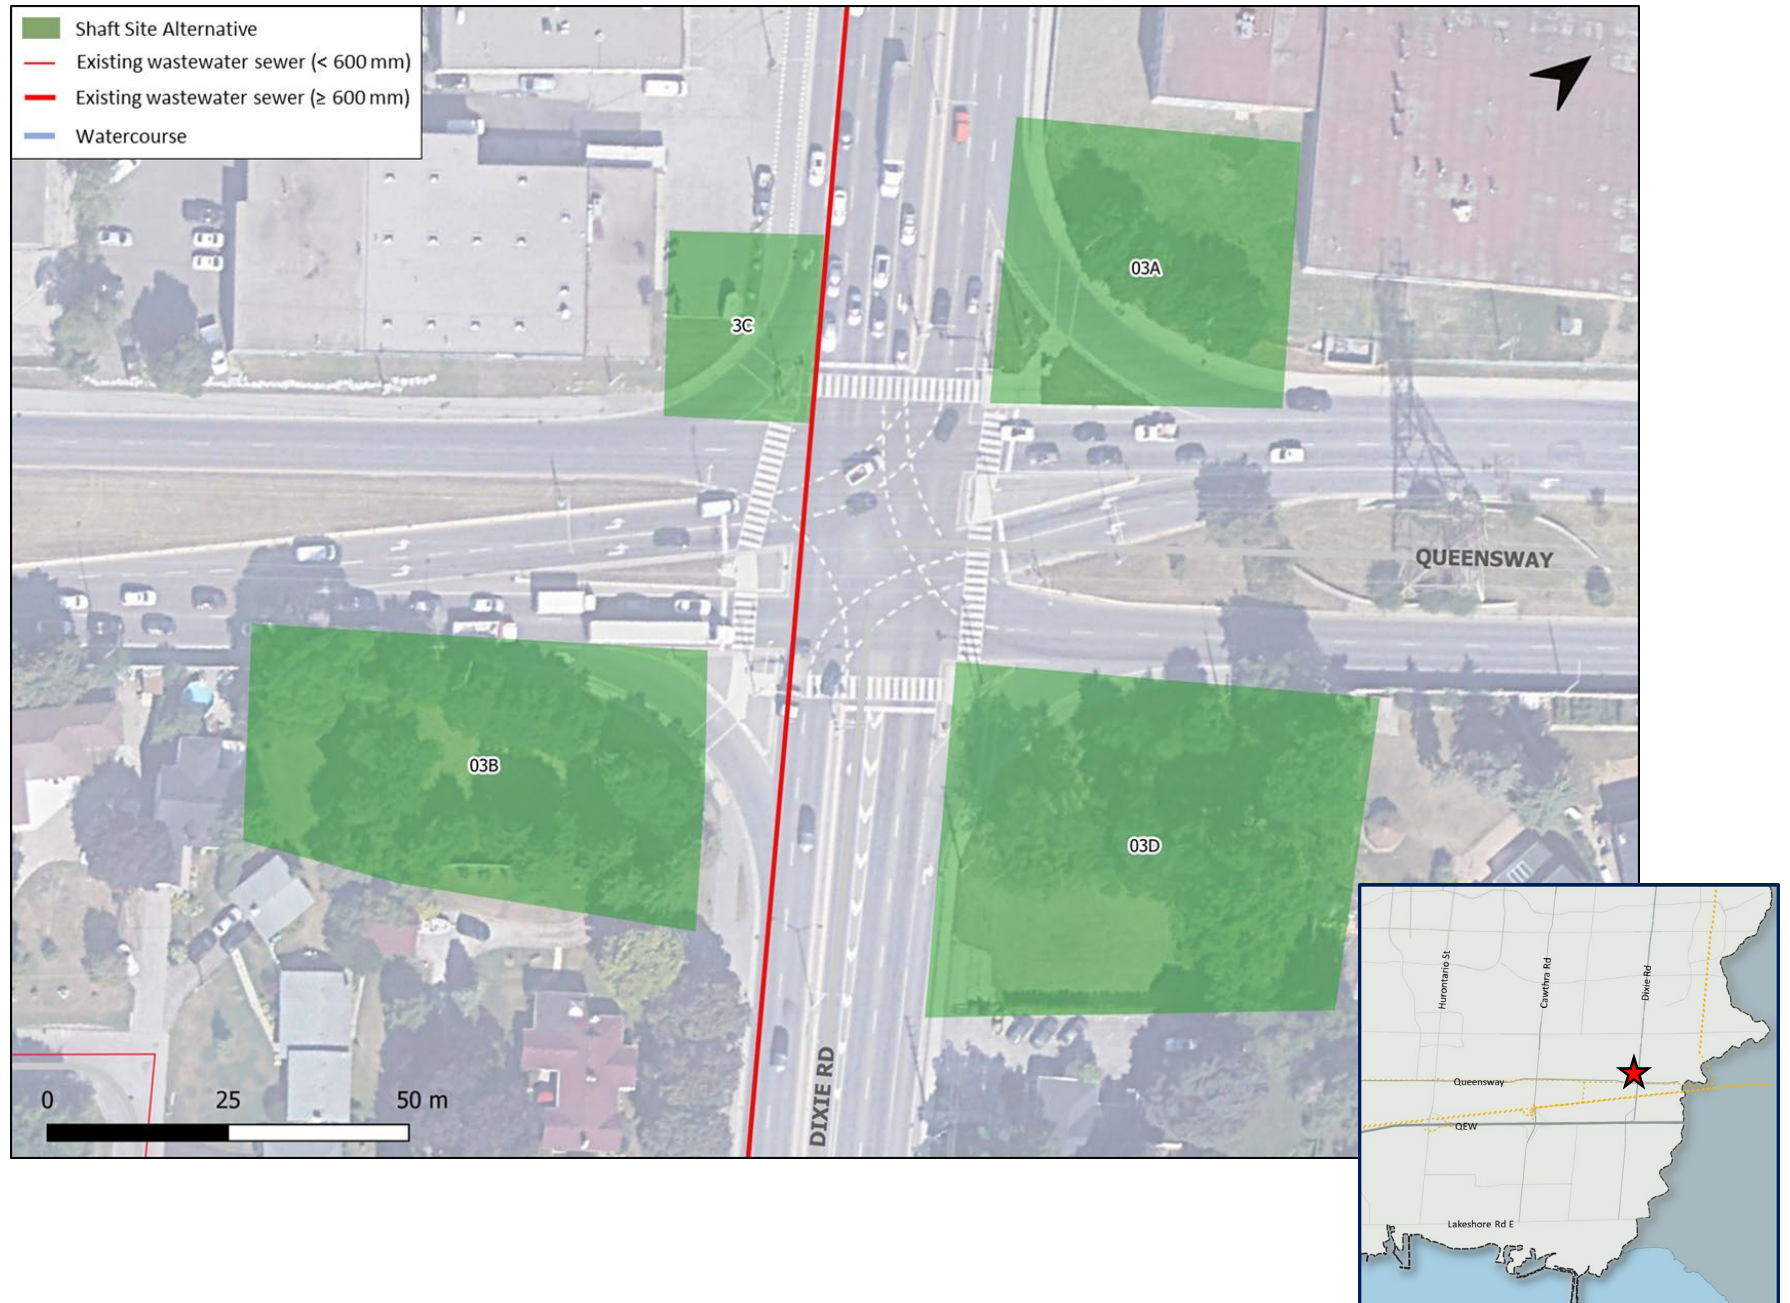 Shaft Site Alternative
Existing wastewater sewer (< 600 mm)
Existing wastewater sewer (≥ 600 mm)
Watercourse
03A
3C
QUEENSWAY
03B
03D
DIXIE RD
0 25 50 m
Hurontario St
Cawthra Rd
Dixie Rd
Queensway
QEW
Lakeshore Rd E